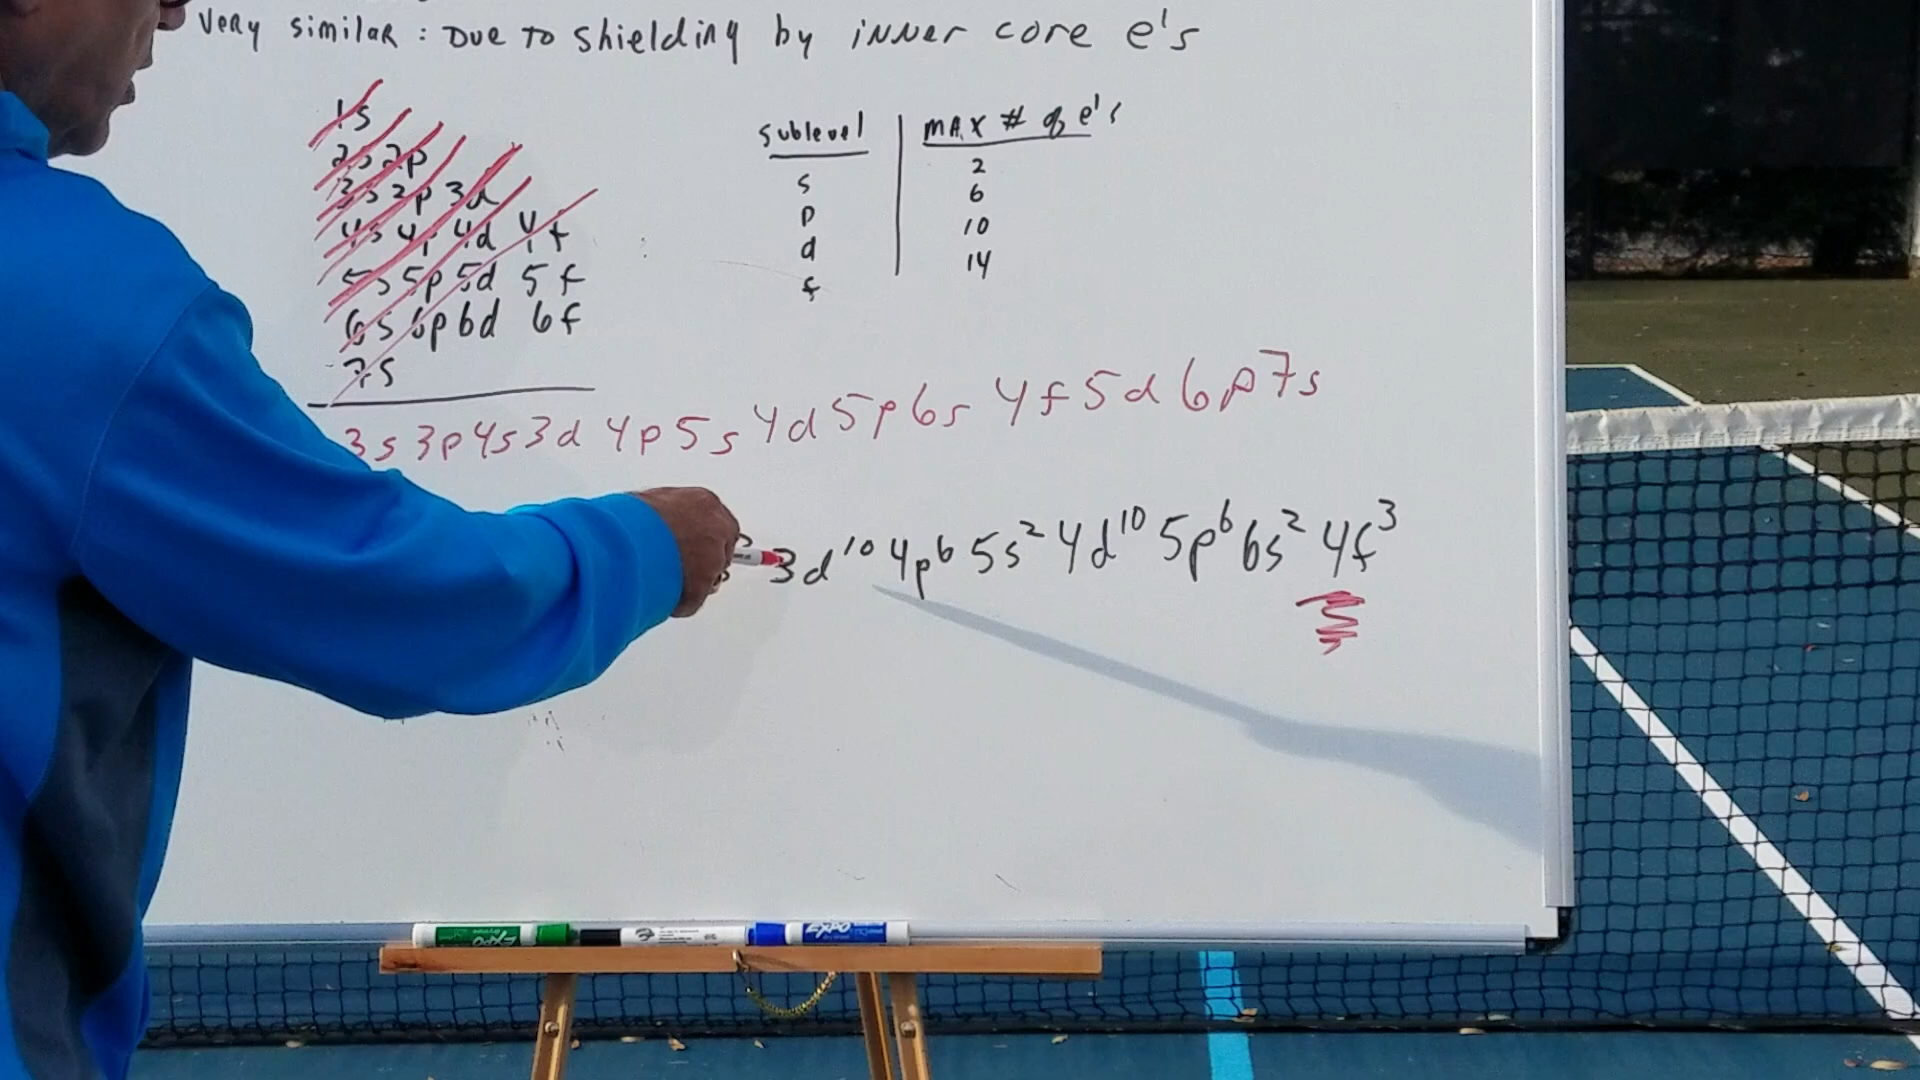 very similar: Due to shielding by inner core e's
1s
2s 2p
3s 2p 3d
4s 4p 4d 4f
5s 5p 5d 5f
6s 6p 6d 6f
7s
sublevel max # of e's
s 2
p 6
d 10
f 14
3s 3p 4s 3d 4p 5s 4d 5p 6s 4f 5d 6p 7s
3d¹⁰ 4p⁶ 5s² 4d¹⁰ 5p⁶ 6s² 4f³
EXPO
EXPO